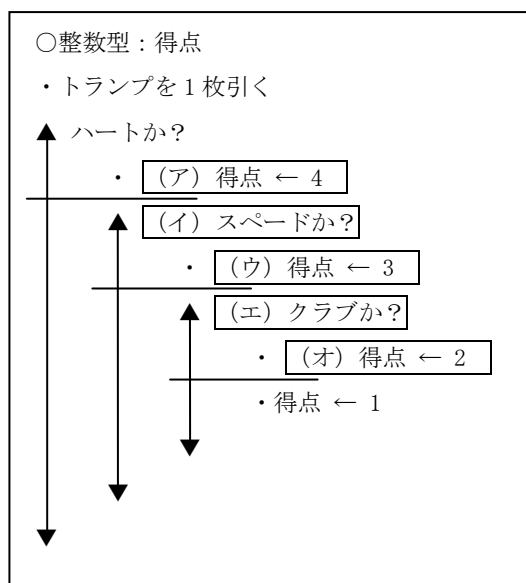 ○整数型：得点
・トランプを１枚引く
ハートか？
・（ア）得点 ← 4
（イ）スペードか？
・（ウ）得点 ← 3
（エ）クラブか？
・（オ）得点 ← 2
・得点 ← 1